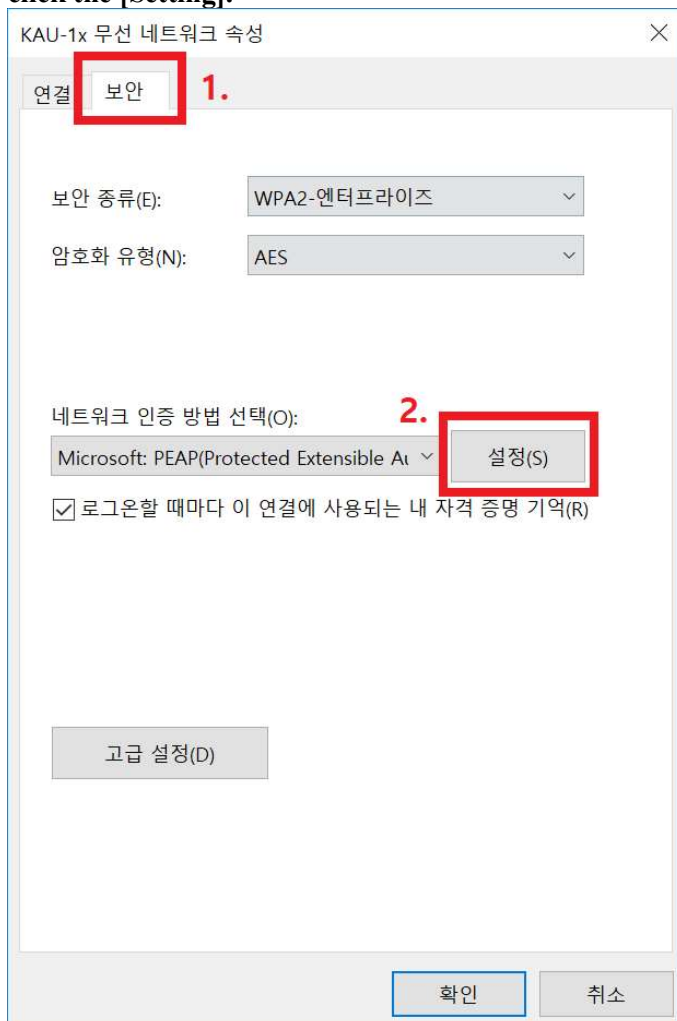 click the [Setting].
KAU-1x 무선 네트워크 속성
연결 보안 1.
보안 종류(E): WPA2-엔터프라이즈
암호화 유형(N): AES
네트워크 인증 방법 선택(O): 2.
Microsoft: PEAP(Protected Extensible Au 설정(S)
로그온할 때마다 이 연결에 사용되는 내 자격 증명 기억(R)
고급 설정(D)
확인 취소